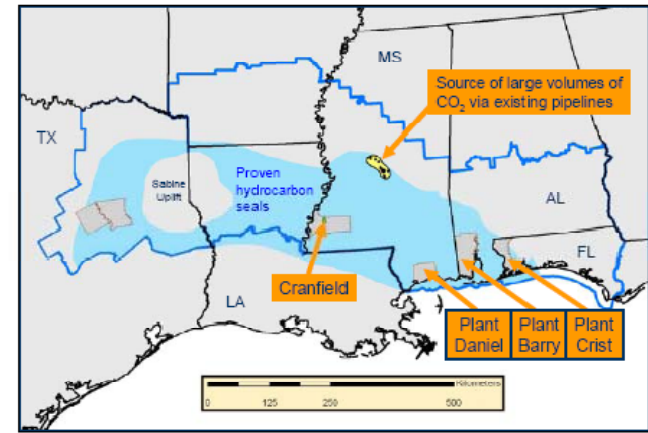 MS
Source of large volumes of
CO₂ via existing pipelines
TX
Sabine
Uplift
Proven
hydrocarbon
seals
AL
FL
Cranfield
LA
Plant
Daniel
Plant
Barry
Plant
Crist
Kilometers
0 125 250 500